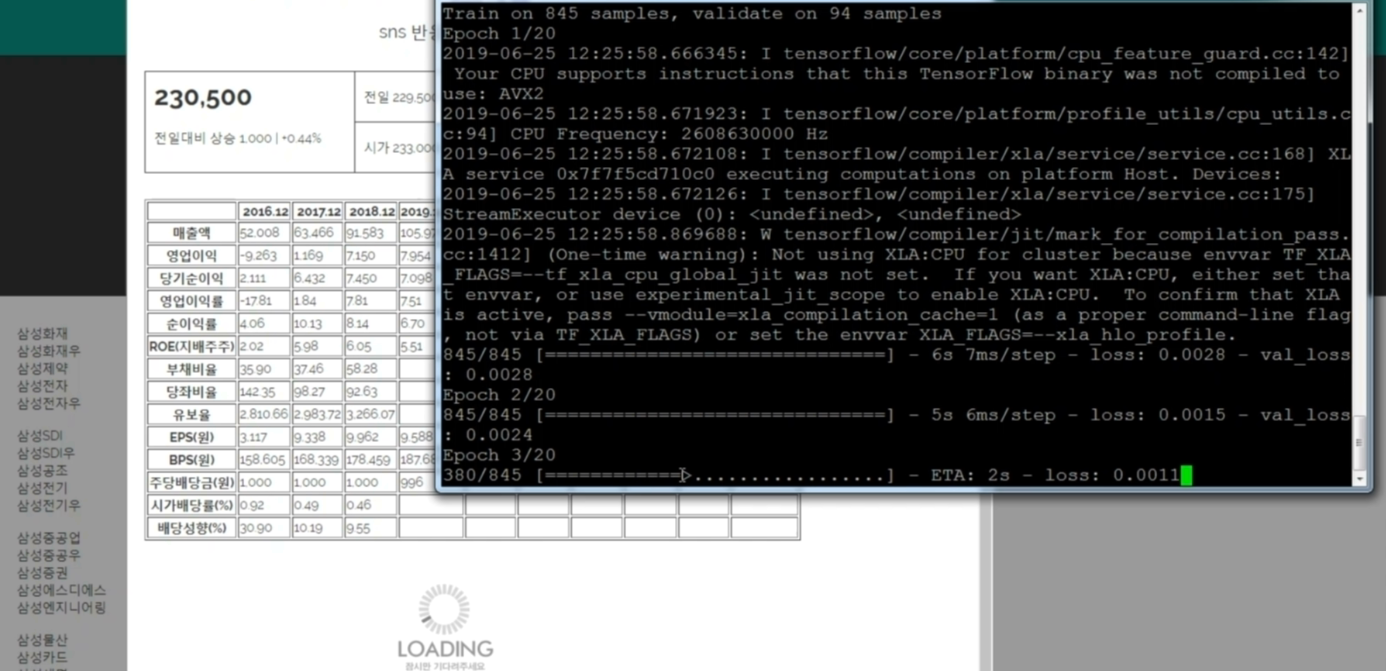 sns 반
230,500
전일대비 상승 1.000 | +0.44%
전일 229.500
시가 233.000
2016.12 2017.12 2018.12 2019.
매출액 52.008 63.466 91.583 105.97
영업이익 -9.263 1.169 7.150 7.954
당기순이익 2.111 6.432 7.450 7.098
영업이익률 -17.81 1.84 7.81 7.51
순이익률 4.06 10.13 8.14 6.70
ROE(지배주주) 2.02 5.98 6.05 5.51
부채비율 35.90 37.46 58.28
당좌비율 142.35 98.27 92.63
유보율 2.810.66 2.983.72 3.266.07
EPS(원) 3.117 9.338 9.962 9.588
BPS(원) 158.605 168.339 178.459 187.68
주당배당금(원) 1.000 1.000 1.000 996
시가배당률(%) 0.92 0.49 0.46
배당성향(%) 30.90 10.19 9.55
LOADING
잠시만 기다려주세요
삼성화재
삼성화재우
삼성제약
삼성전자
삼성전자우
삼성SDI
삼성SDI우
삼성공조
삼성전기
삼성전기우
삼성중공업
삼성중공우
삼성증권
삼성에스디에스
삼성엔지니어링
삼성물산
삼성카드
Train on 845 samples, validate on 94 samples
Epoch 1/20
2019-06-25 12:25:58.666345: I tensorflow/core/platform/cpu_feature_guard.cc:142]
Your CPU supports instructions that this TensorFlow binary was not compiled to
use: AVX2
2019-06-25 12:25:58.671923: I tensorflow/core/platform/profile_utils/cpu_utils.c
c:94] CPU Frequency: 2608630000 Hz
2019-06-25 12:25:58.672108: I tensorflow/compiler/xla/service/service.cc:168] XL
A service 0x7f7f5cd710c0 executing computations on platform Host. Devices:
2019-06-25 12:25:58.672126: I tensorflow/compiler/xla/service/service.cc:175]
StreamExecutor device (0): <undefined>, <undefined>
2019-06-25 12:25:58.869688: W tensorflow/compiler/jit/mark_for_compilation_pass.
cc:1412] (One-time warning): Not using XLA:CPU for cluster because envvar TF_XLA
_FLAGS=--tf_xla_cpu_global_jit was not set.  If you want XLA:CPU, either set tha
t envvar, or use experimental_jit_scope to enable XLA:CPU.  To confirm that XLA
is active, pass --vmodule=xla_compilation_cache=1 (as a proper command-line flag
, not via TF_XLA_FLAGS) or set the envvar XLA_FLAGS=--xla_hlo_profile.
845/845 [==============================] - 6s 7ms/step - loss: 0.0028 - val_loss
: 0.0028
Epoch 2/20
845/845 [==============================] - 5s 6ms/step - loss: 0.0015 - val_loss
: 0.0024
Epoch 3/20
380/845 [============>.................] - ETA: 2s - loss: 0.0011